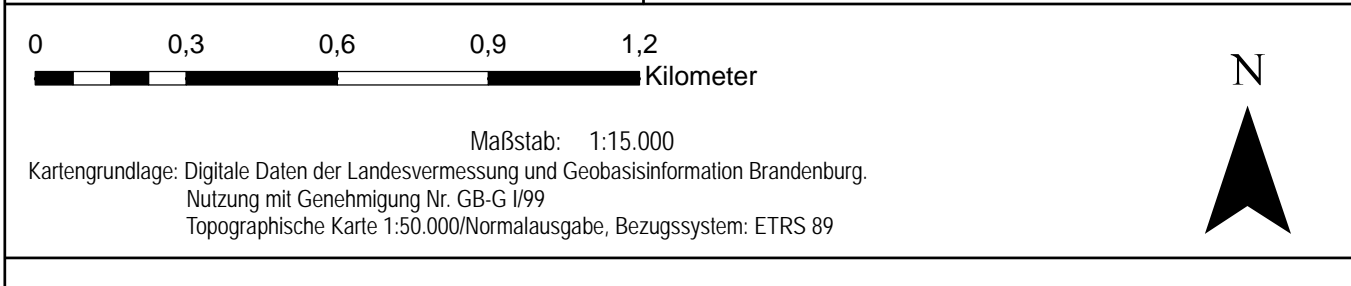 0 0,3 0,6 0,9 1,2
Kilometer
N
Maßstab: 1:15.000
Kartengrundlage: Digitale Daten der Landesvermessung und Geobasisinformation Brandenburg.
Nutzung mit Genehmigung Nr. GB-G I/99
Topographische Karte 1:50.000/Normalausgabe, Bezugssystem: ETRS 89